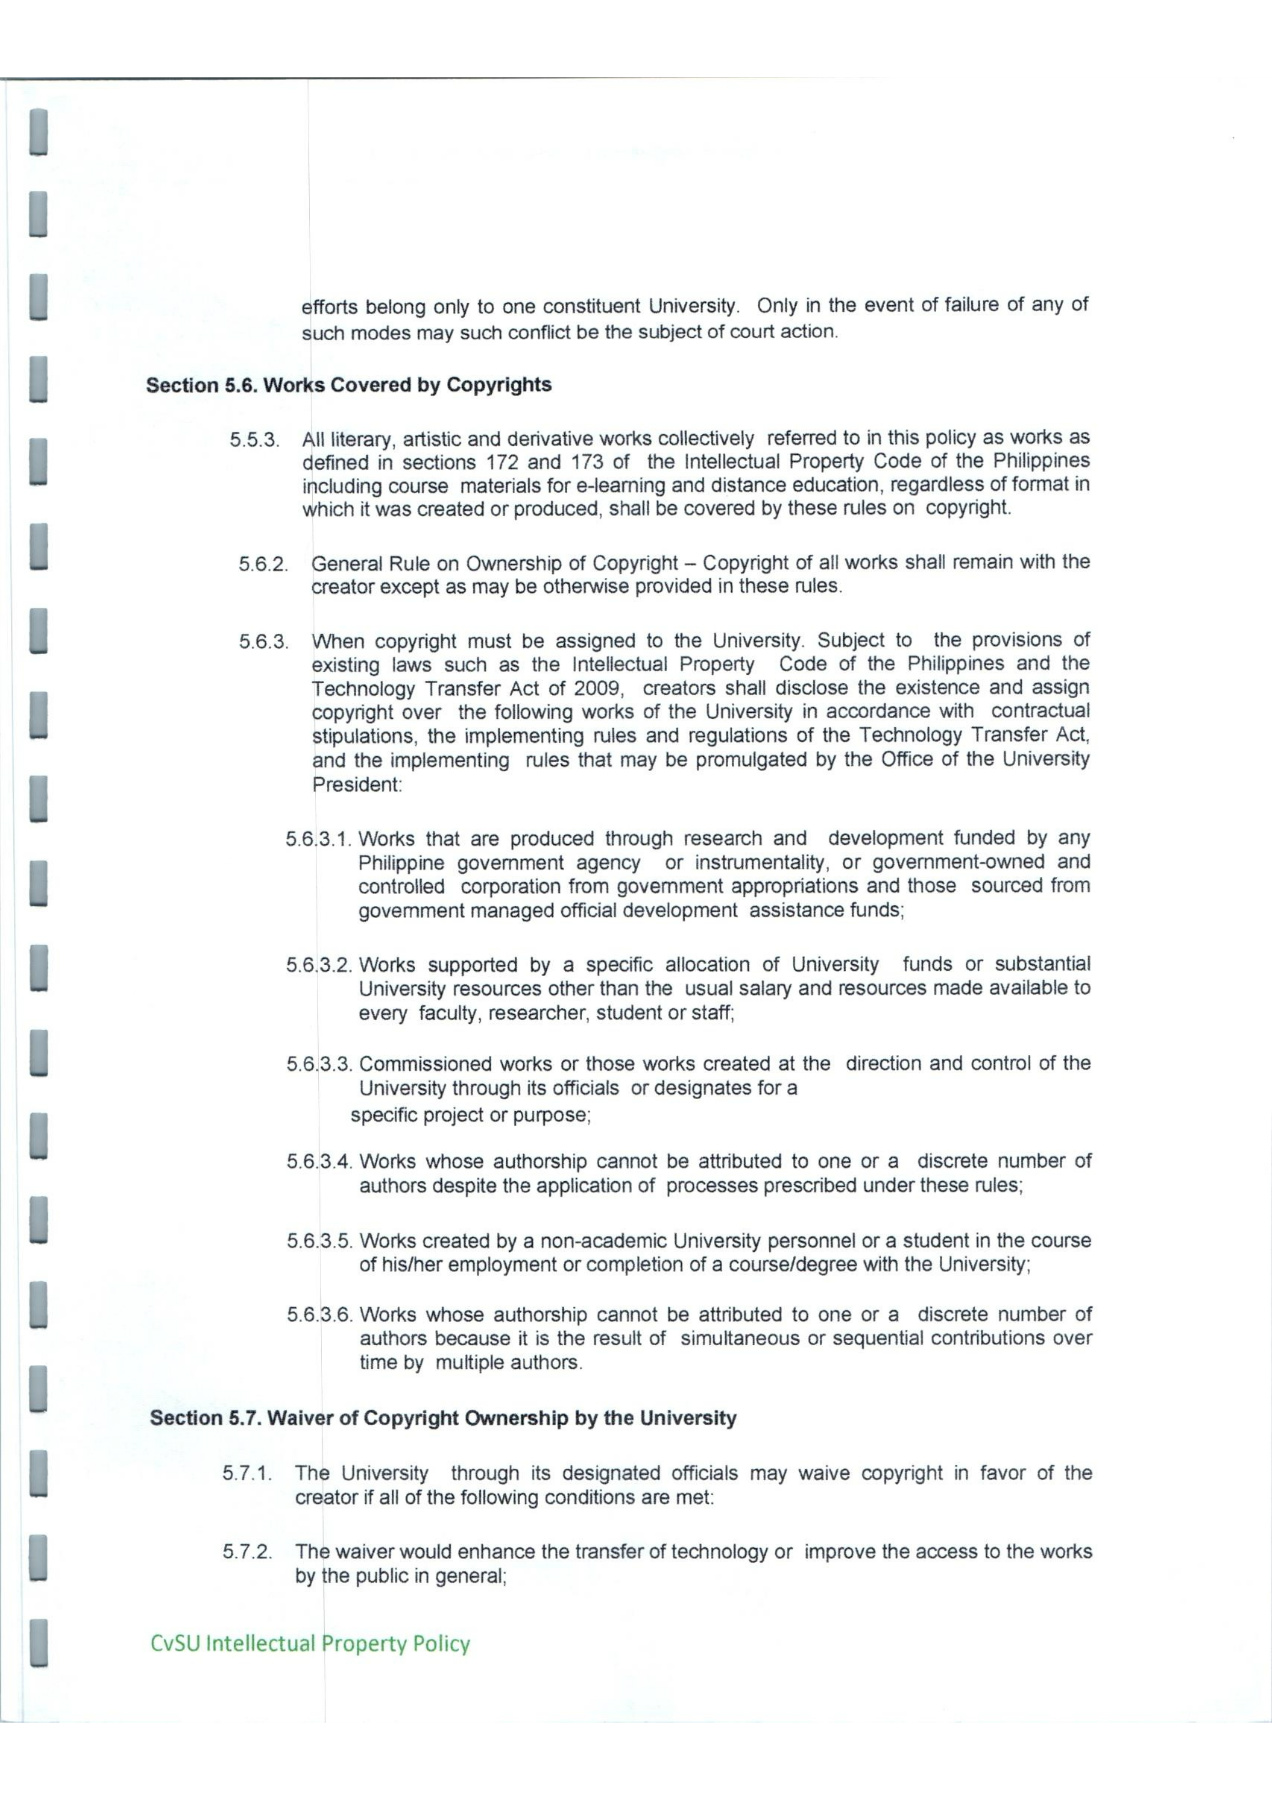 efforts belong only to one constituent University. Only in the event of failure of any of
such modes may such conflict be the subject of court action.
Section 5.6. Works Covered by Copyrights
5.5.3. All literary, artistic and derivative works collectively referred to in this policy as works as
defined in sections 172 and 173 of the Intellectual Property Code of the Philippines
including course materials for e-learning and distance education, regardless of format in
which it was created or produced, shall be covered by these rules on copyright.
5.6.2. General Rule on Ownership of Copyright – Copyright of all works shall remain with the
creator except as may be otherwise provided in these rules.
5.6.3. When copyright must be assigned to the University. Subject to the provisions of
existing laws such as the Intellectual Property Code of the Philippines and the
Technology Transfer Act of 2009, creators shall disclose the existence and assign
copyright over the following works of the University in accordance with contractual
stipulations, the implementing rules and regulations of the Technology Transfer Act,
and the implementing rules that may be promulgated by the Office of the University
President:
5.6.3.1. Works that are produced through research and development funded by any
Philippine government agency or instrumentality, or government-owned and
controlled corporation from government appropriations and those sourced from
government managed official development assistance funds;
5.6.3.2. Works supported by a specific allocation of University funds or substantial
University resources other than the usual salary and resources made available to
every faculty, researcher, student or staff;
5.6.3.3. Commissioned works or those works created at the direction and control of the
University through its officials or designates for a
specific project or purpose;
5.6.3.4. Works whose authorship cannot be attributed to one or a discrete number of
authors despite the application of processes prescribed under these rules;
5.6.3.5. Works created by a non-academic University personnel or a student in the course
of his/her employment or completion of a course/degree with the University;
5.6.3.6. Works whose authorship cannot be attributed to one or a discrete number of
authors because it is the result of simultaneous or sequential contributions over
time by multiple authors.
Section 5.7. Waiver of Copyright Ownership by the University
5.7.1. The University through its designated officials may waive copyright in favor of the
creator if all of the following conditions are met:
5.7.2. The waiver would enhance the transfer of technology or improve the access to the works
by the public in general;
CvSU Intellectual Property Policy